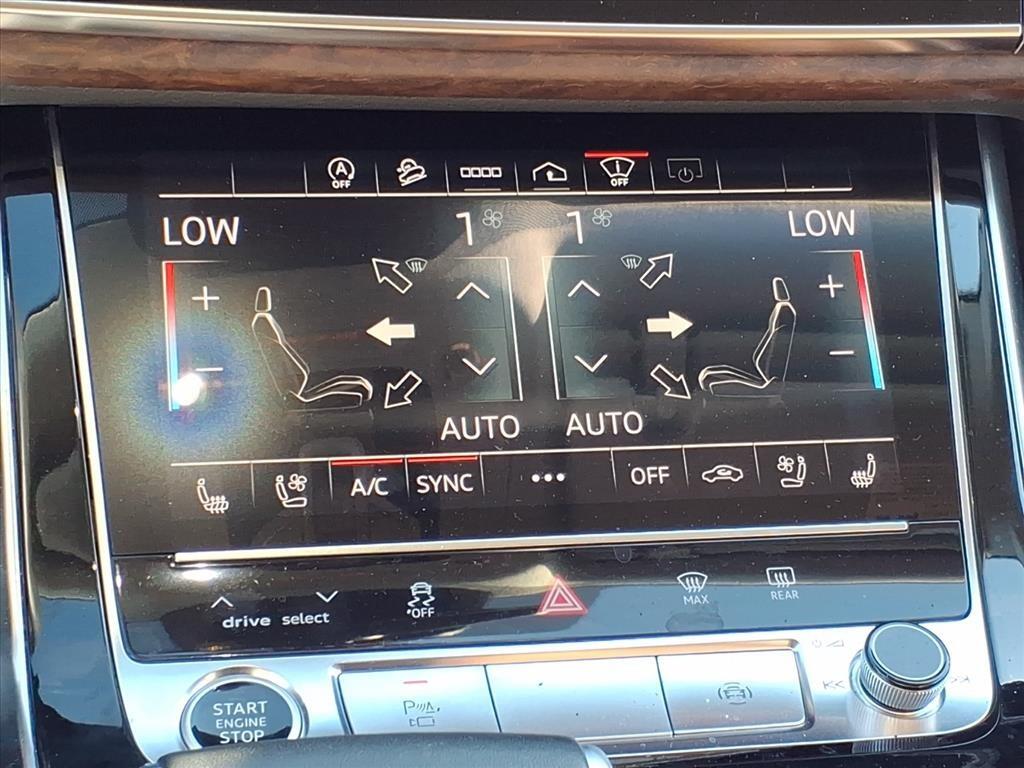 A
OFF
i
OFF
LOW 1 1 LOW
AUTO AUTO
A/C SYNC ... OFF
drive select
OFF
MAX
REAR
START
ENGINE
STOP
P